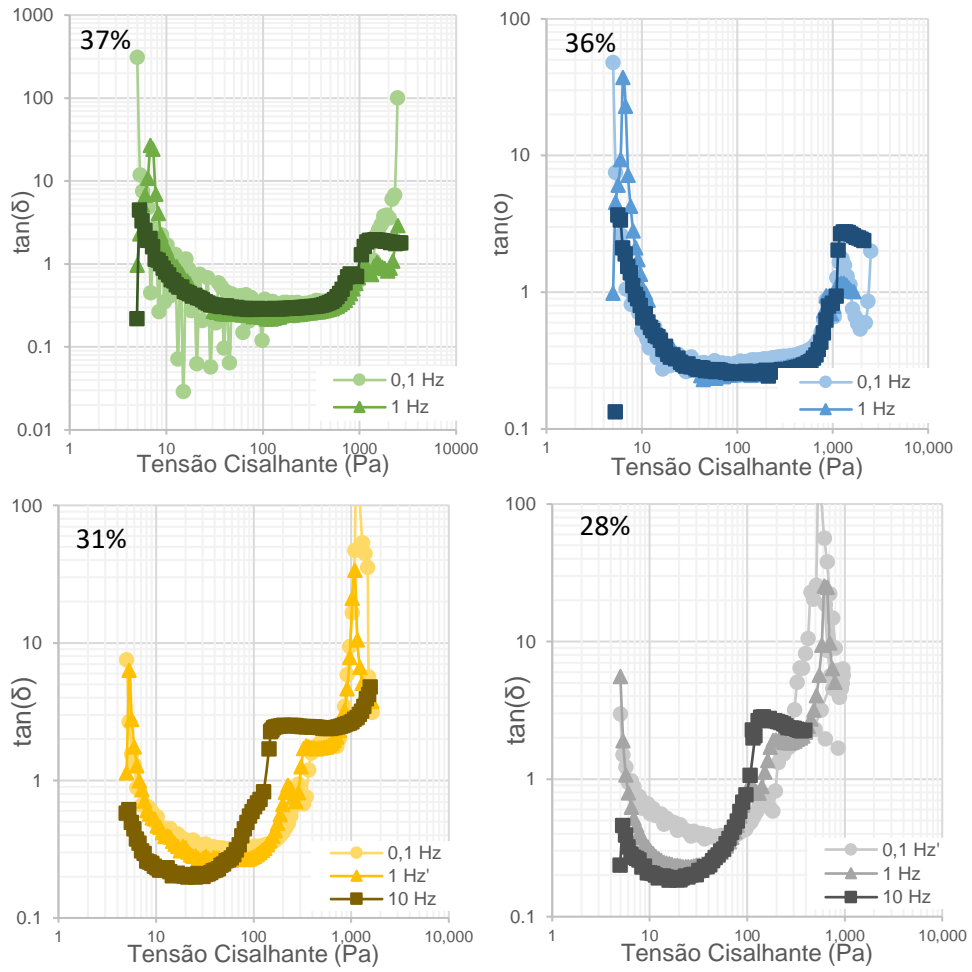 37%
tan(δ)
1000
100
10
1
0.1
0.01
1
10
100
1000
10000
Tensão Cisalhante (Pa)
0,1 Hz
1 Hz
36%
tan(o)
100
10
1
0.1
1
10
100
1,000
10,000
Tensão Cisalhante (Pa)
0,1 Hz
1 Hz
31%
tan(δ)
100
10
1
0.1
1
10
100
1,000
10,000
Tensão Cisalhante (Pa)
0,1 Hz
1 Hz'
10 Hz
28%
tan(δ)
100
10
1
0.1
1
10
100
1,000
10,000
Tensão Cisalhante (Pa)
0,1 Hz'
1 Hz
10 Hz